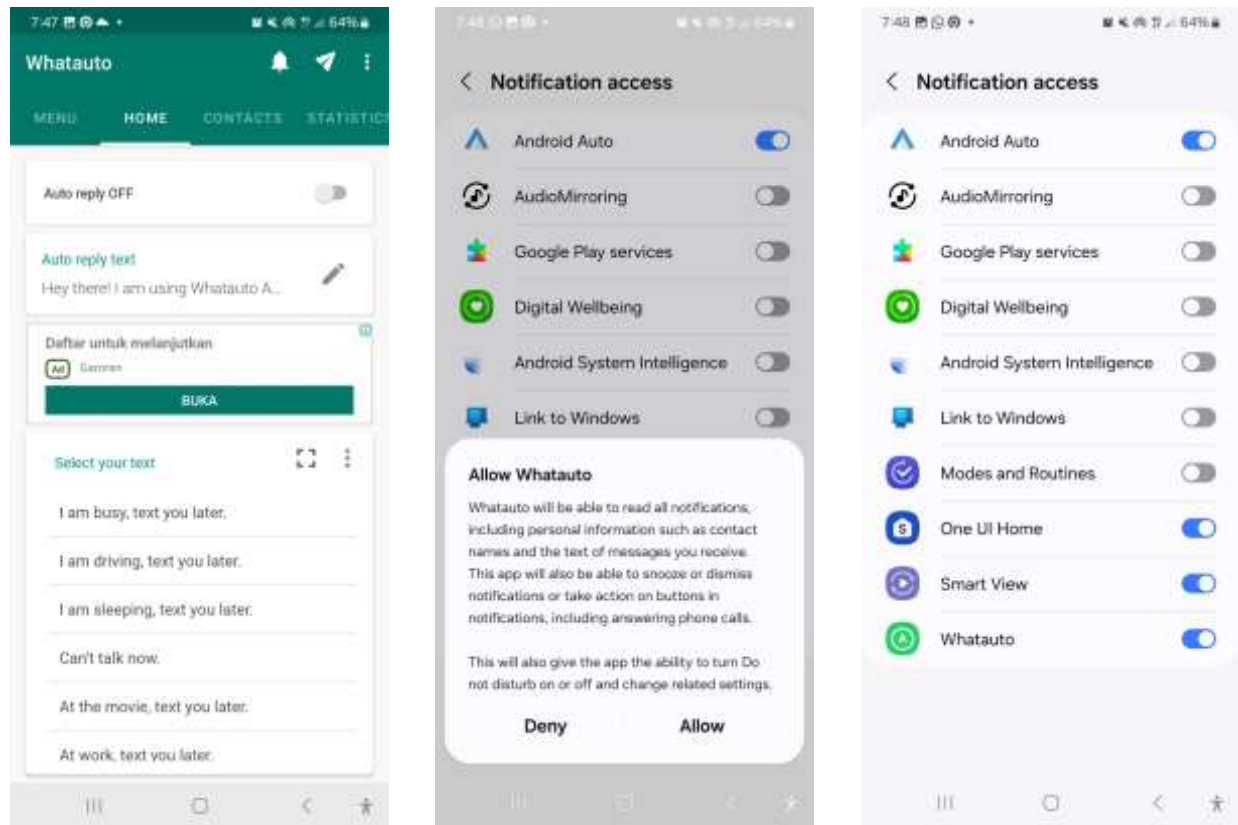 7:47
64%
Whatauto
MENU HOME CONTACTS STATISTICS
Auto reply OFF
Auto reply text
Hey there! I am using Whatauto A...
Daftar untuk melanjutkan
Ad
BUKA
Select your text
I am busy, text you later.
I am driving, text you later.
I am sleeping, text you later.
Can't talk now.
At the movie, text you later.
At work, text you later.
7:48
64%
Notification access
Android Auto
AudioMirroring
Google Play services
Digital Wellbeing
Android System Intelligence
Link to Windows
Allow Whatauto
Whatauto will be able to read all notifications,
including personal information such as contact
names and the text of messages you receive.
This app will also be able to snooze or dismiss
notifications or take action on buttons in
notifications, including answering phone calls.
This will also give the app the ability to turn Do
not disturb on or off and change related settings.
Deny Allow
7:48
64%
Notification access
Android Auto
AudioMirroring
Google Play services
Digital Wellbeing
Android System Intelligence
Link to Windows
Modes and Routines
S
One UI Home
Smart View
A
Whatauto